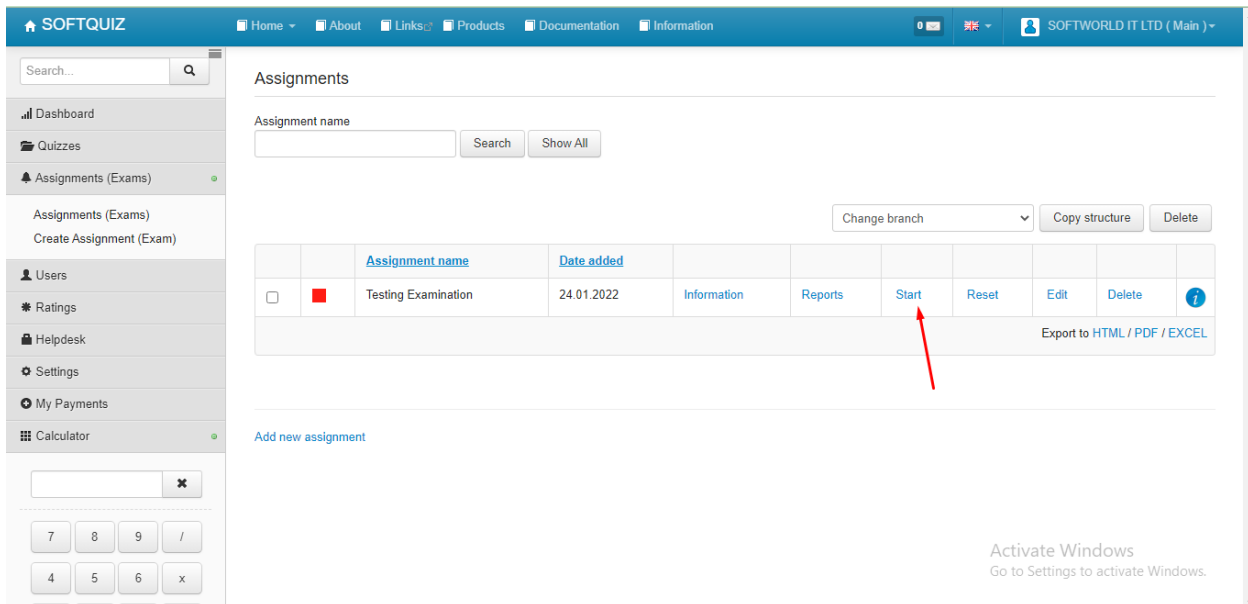 SOFTQUIZ
Home About Links Products Documentation Information
0
SOFTWORLD IT LTD ( Main )
Search...
Dashboard
Quizzes
Assignments (Exams)
Assignments (Exams)
Create Assignment (Exam)
Users
Ratings
Helpdesk
Settings
My Payments
Calculator
7 8 9 /
4 5 6 x
Assignments
Assignment name
Search Show All
Change branch Copy structure Delete
Assignment name Date added
Testing Examination 24.01.2022 Information Reports Start Reset Edit Delete i
Export to HTML / PDF / EXCEL
Add new assignment
Activate Windows
Go to Settings to activate Windows.